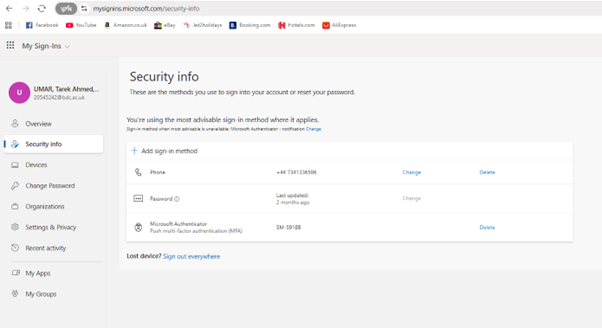 mysignins.microsoft.com/security-info
Facebook YouTube Amazon.co.uk eBay Jet2holidays Booking.com Hotels.com AliExpress
My Sign-Ins
U
UMAR, Tarek Ahmed,...
20545242@bdc.ac.uk
Overview
Security info
Devices
Change Password
Organizations
Settings & Privacy
Recent activity
My Apps
My Groups
Security info
These are the methods you use to sign into your account or reset your password.
You're using the most advisable sign-in method where it applies.
Sign-in method when most advisable is unavailable: Microsoft Authenticator - notification Change
+ Add sign-in method
Phone +44 7341336506 Change Delete
Password Last updated: 2 months ago Change
Microsoft Authenticator
Push multi-factor authentication (MFA) SM-S918B Delete
Lost device? Sign out everywhere